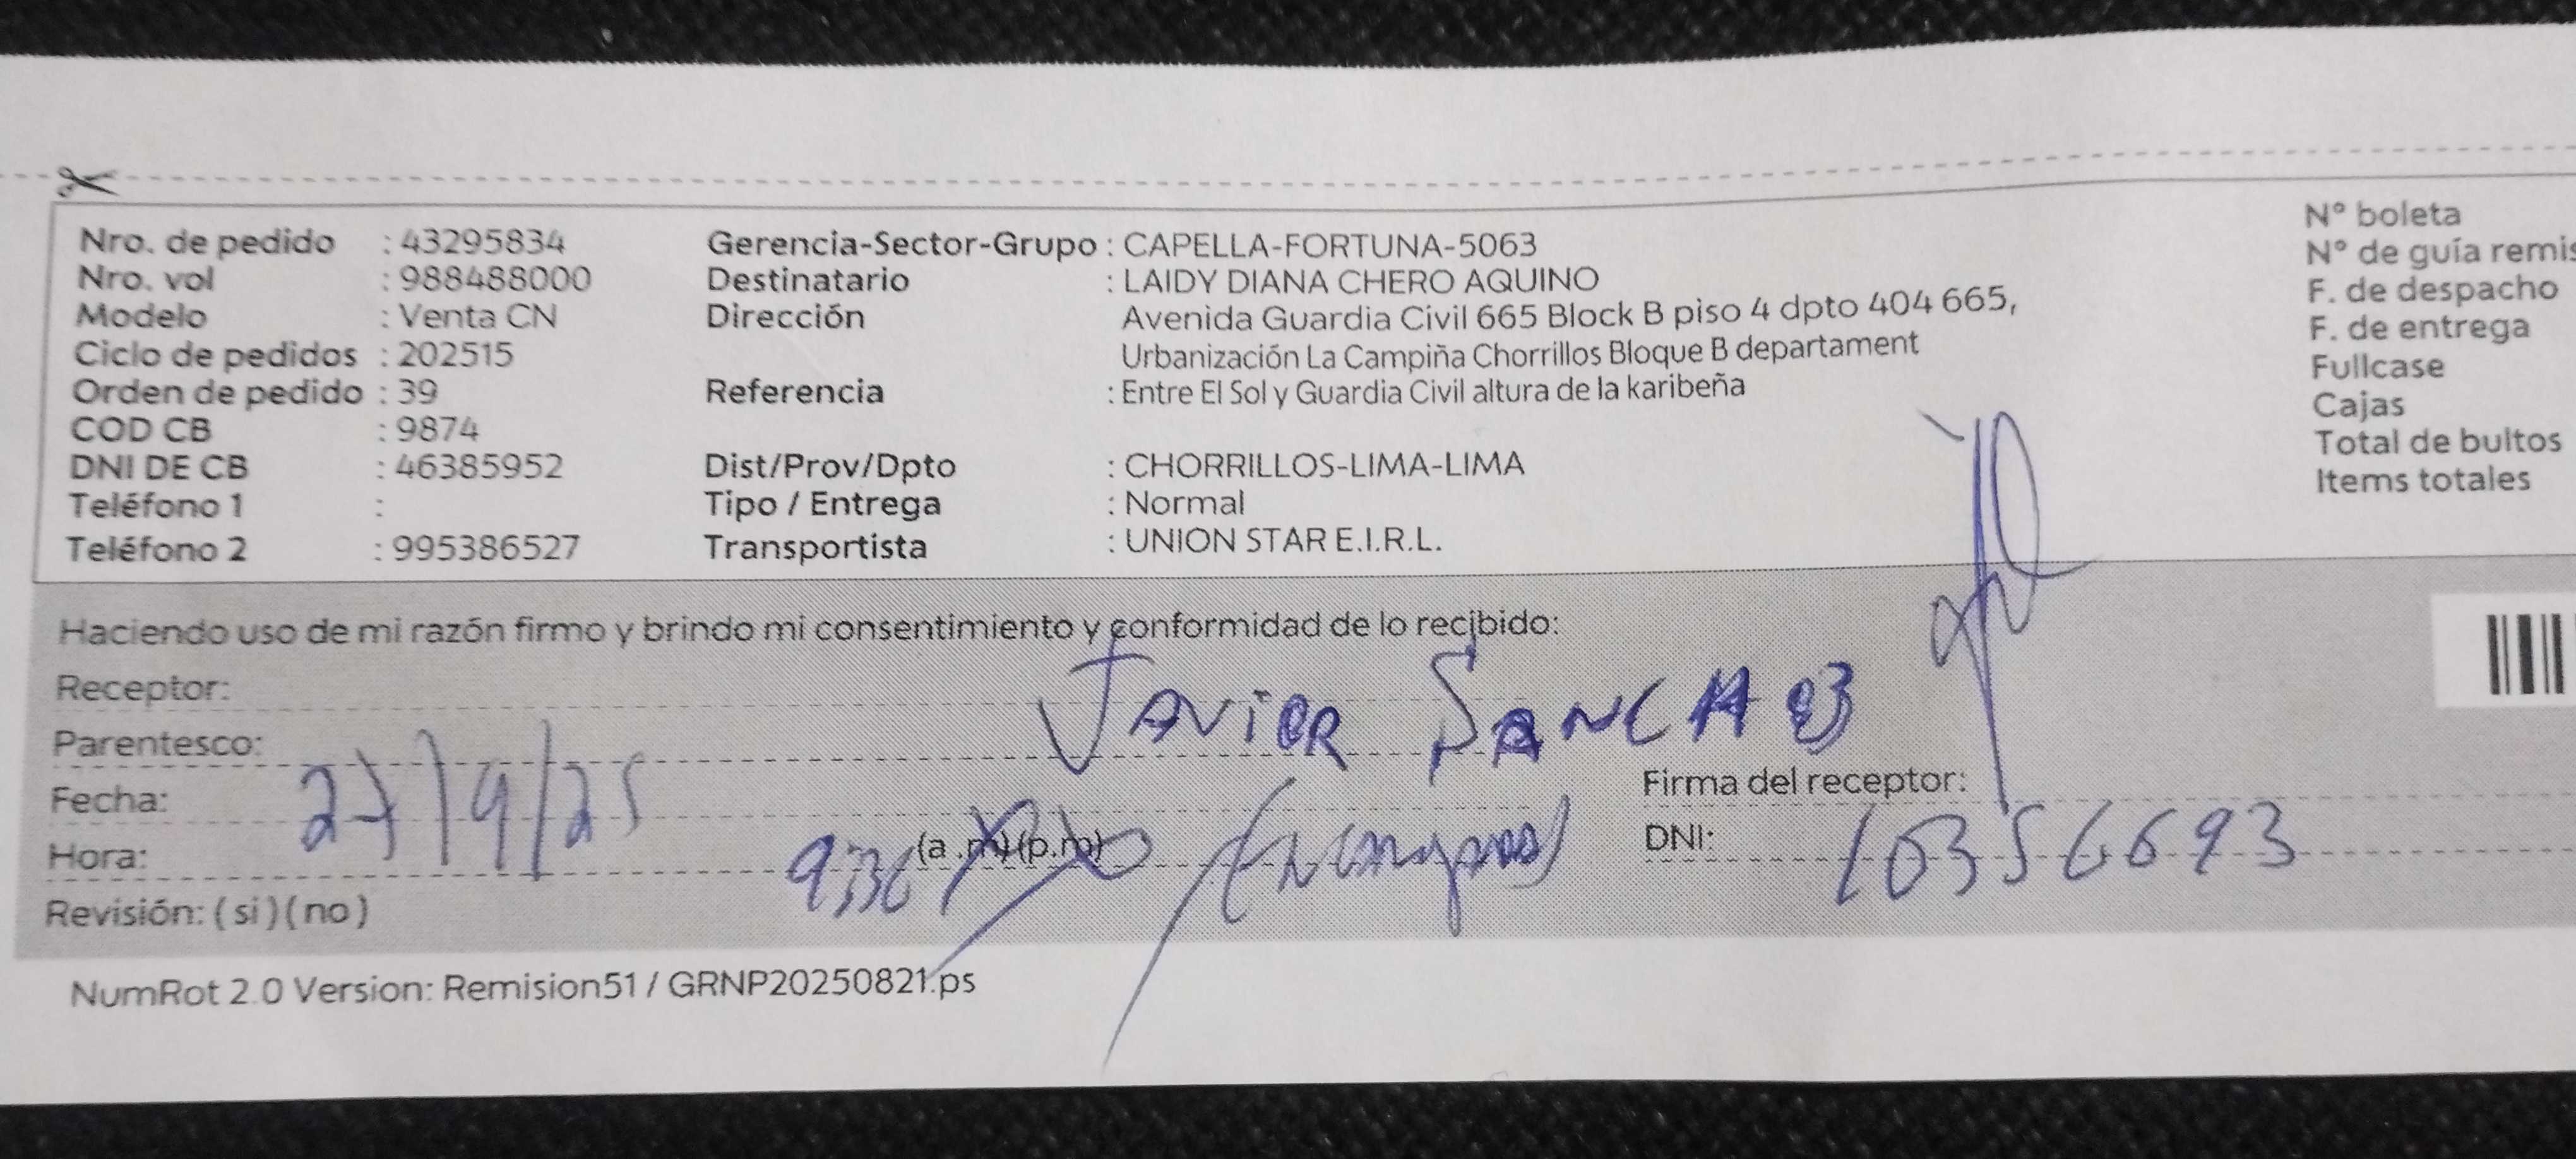 Nro. de pedido : 43295834
Nro. vol : 988488000
Modelo : Venta CN
Ciclo de pedidos : 202515
Orden de pedido : 39
COD CB : 9874
DNI DE CB : 46385952
Teléfono 1 :
Teléfono 2 : 995386527
Gerencia-Sector-Grupo : CAPELLA-FORTUNA-5063
Destinatario : LAIDY DIANA CHERO AQUINO
Dirección Avenida Guardia Civil 665 Block B piso 4 dpto 404 665,
Urbanización La Campiña Chorrillos Bloque B departament
Referencia : Entre El Sol y Guardia Civil altura de la karibeña
Dist/Prov/Dpto : CHORRILLOS-LIMA-LIMA
Tipo / Entrega : Normal
Transportista : UNION STAR E.I.R.L.
N° boleta
N° de guía remis
F. de despacho
F. de entrega
Fullcase
Cajas
Total de bultos
Items totales
Haciendo uso de mi razón firmo y brindo mi consentimiento y conformidad de lo recibido:
Receptor: JAViER
Parentesco:
Fecha: 27/9/25
Firma del receptor:
Hora: (a .m)(p.m)
DNI: 10356693
Revisión: ( si ) ( no )
NumRot 2.0 Version: Remision51 / GRNP20250821.ps